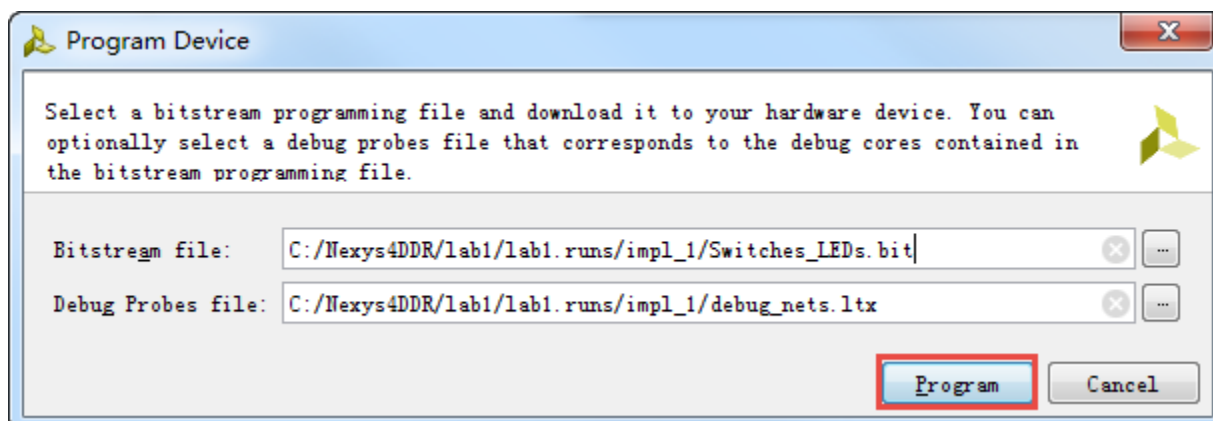 Program Device
Select a bitstream programming file and download it to your hardware device. You can
optionally select a debug probes file that corresponds to the debug cores contained in
the bitstream programming file.
Bitstream file: C:/Nexys4DDR/lab1/lab1.runs/impl_1/Switches_LEDs.bit ...
Debug Probes file: C:/Nexys4DDR/lab1/lab1.runs/impl_1/debug_nets.ltx ...
Program Cancel